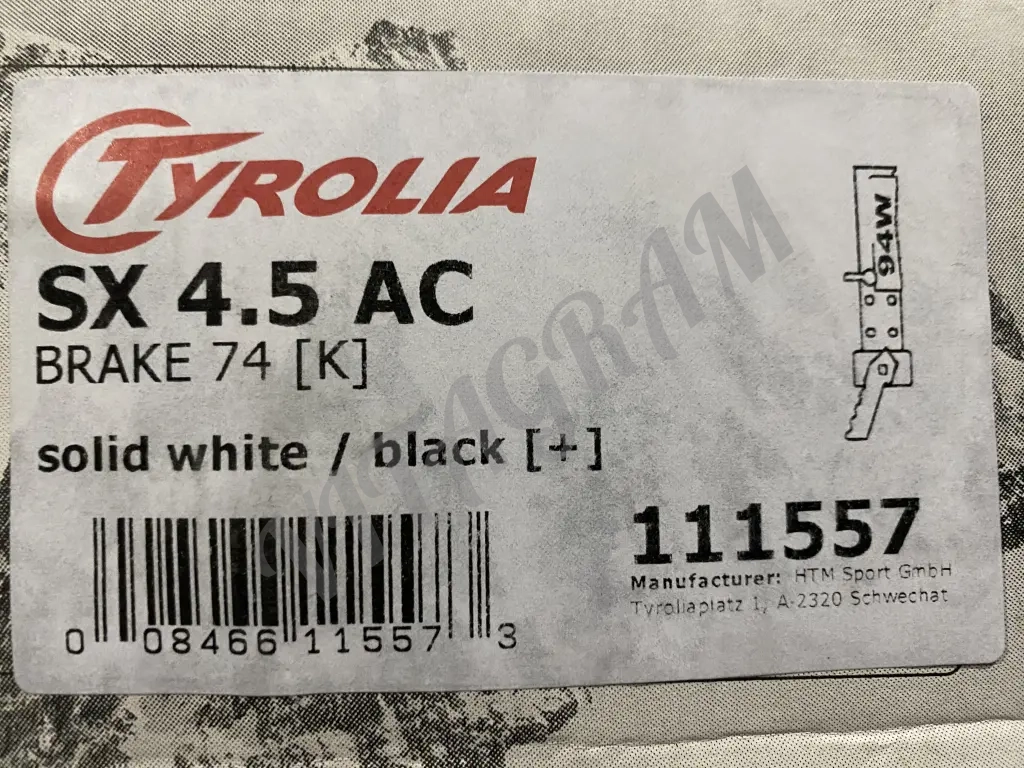 TYROLIA
SX 4.5 AC
BRAKE 74 [K]
94W
solid white / black [+]
0 08466 11557 3
111557
Manufacturer: HTM Sport GmbH
Tyroliaplatz 1, A-2320 Schwechat
VITAGRAM